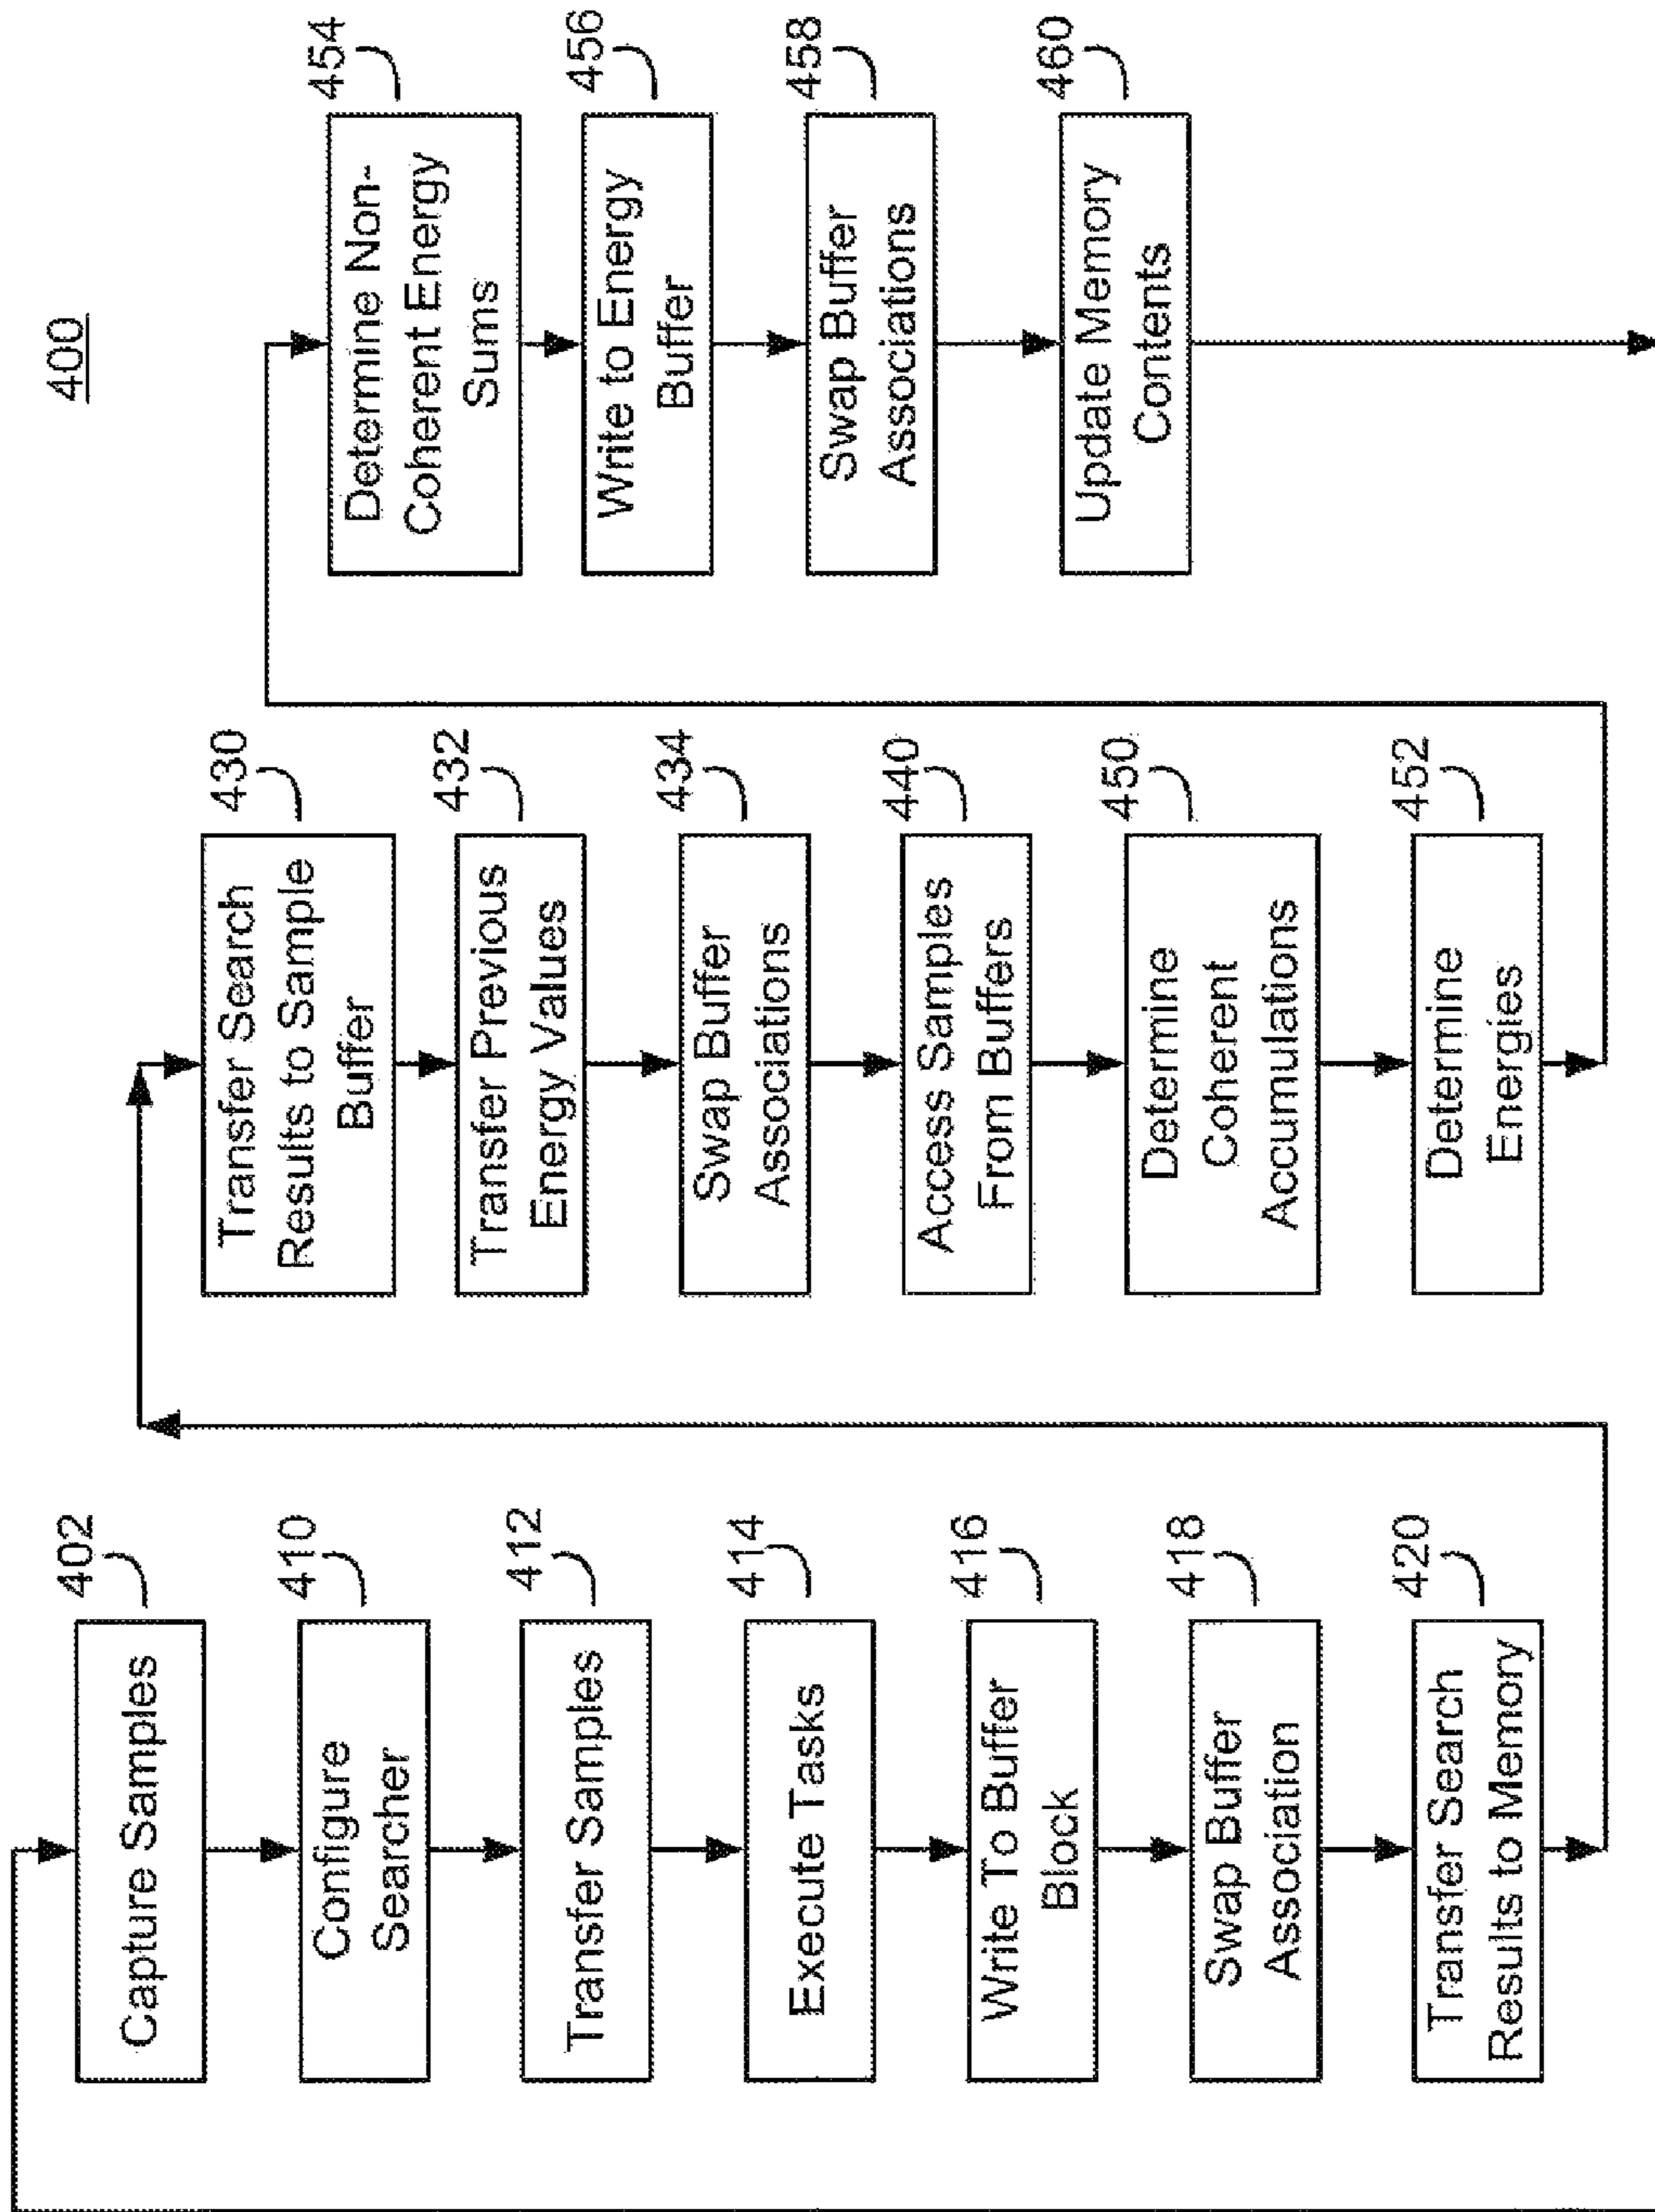 400
402
Capture Samples
410
Configure
Searcher
412
Transfer Samples
414
Execute Tasks
416
Write To Buffer
Block
418
Swap Buffer
Association
420
Transfer Search
Results to Memory
430
Transfer Search
Results to Sample
Buffer
432
Transfer Previous
Energy Values
434
Swap Buffer
Associations
440
Access Samples
From Buffers
450
Determine
Coherent
Accumulations
452
Determine
Energies
454
Determine Non-
Coherent Energy
Sums
456
Write to Energy
Buffer
458
Swap Buffer
Associations
460
Update Memory
Contents